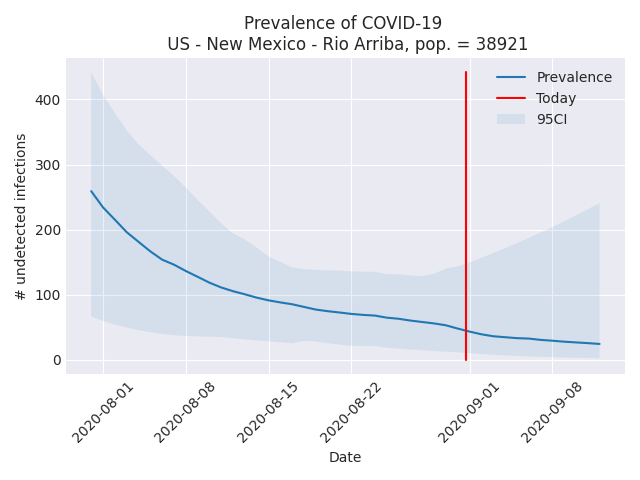 Prevalence of COVID-19
US - New Mexico - Rio Arriba, pop. = 38921
Prevalence
Today
95CI
# undetected infections
400
300
200
100
0
2020-08-01
2020-08-08
2020-08-15
2020-08-22
2020-09-01
2020-09-08
Date